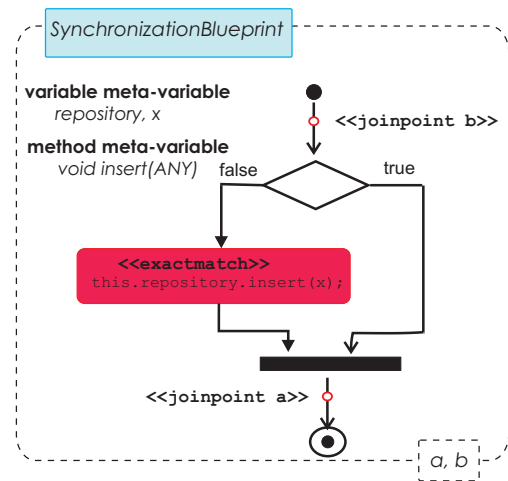 SynchronizationBlueprint
variable meta-variable
repository, x
<<joinpoint b>>
method meta-variable
void insert(ANY)
false
true
<<exactmatch>>
this.repository.insert(x);
<<joinpoint a>>
a, b